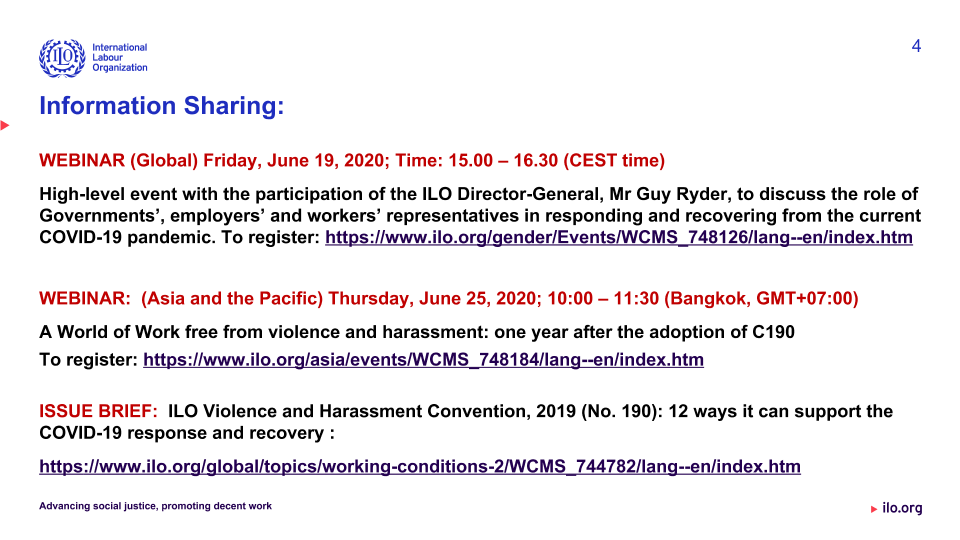 ILO
International
Labour
Organization
4
Information Sharing:
WEBINAR (Global) Friday, June 19, 2020; Time: 15.00 – 16.30 (CEST time)
High-level event with the participation of the ILO Director-General, Mr Guy Ryder, to discuss the role of
Governments’, employers’ and workers’ representatives in responding and recovering from the current
COVID-19 pandemic. To register: https://www.ilo.org/gender/Events/WCMS_748126/lang--en/index.htm
WEBINAR:  (Asia and the Pacific) Thursday, June 25, 2020; 10:00 – 11:30 (Bangkok, GMT+07:00)
A World of Work free from violence and harassment: one year after the adoption of C190
To register: https://www.ilo.org/asia/events/WCMS_748184/lang--en/index.htm
ISSUE BRIEF:  ILO Violence and Harassment Convention, 2019 (No. 190): 12 ways it can support the
COVID-19 response and recovery :
https://www.ilo.org/global/topics/working-conditions-2/WCMS_744782/lang--en/index.htm
Advancing social justice, promoting decent work
ilo.org